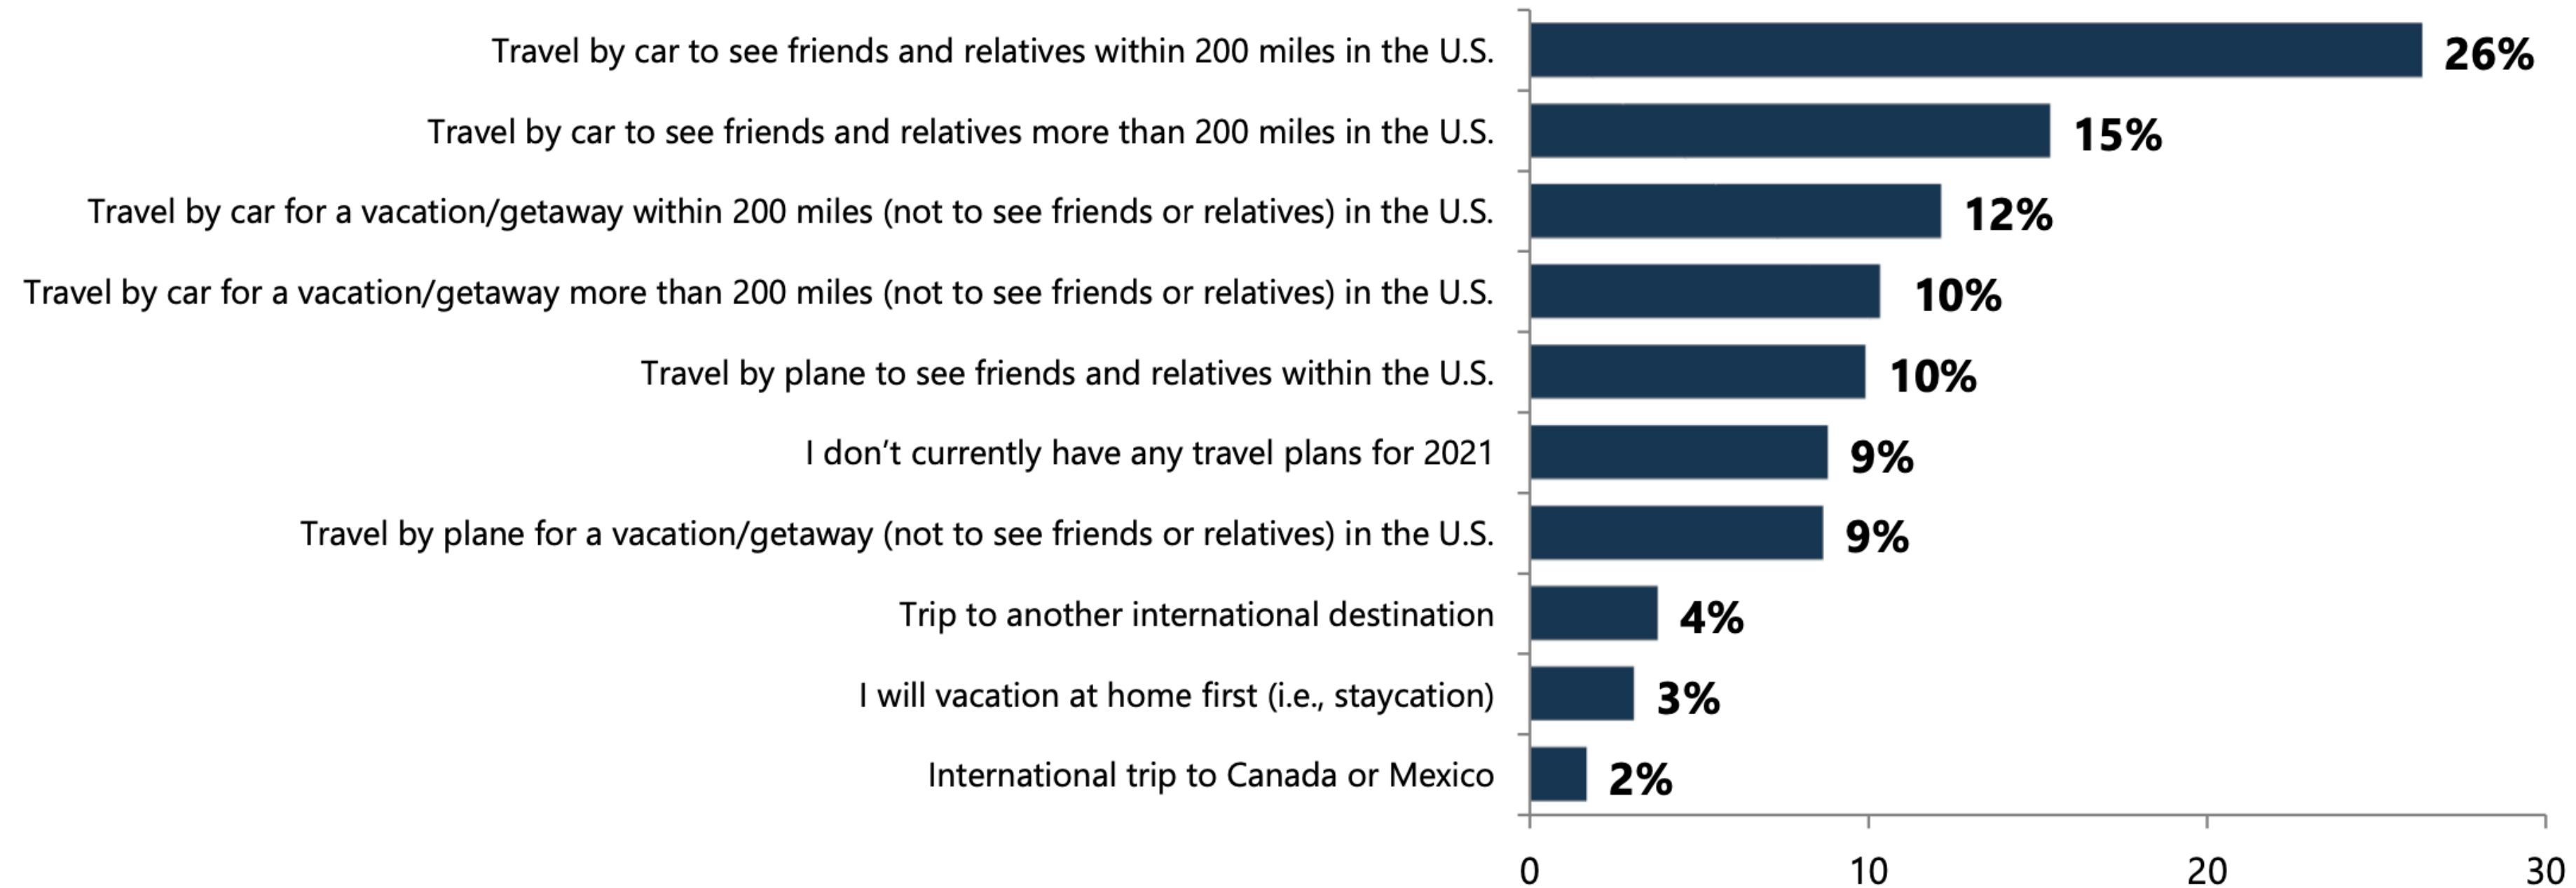 Travel by car to see friends and relatives within 200 miles in the U.S. 26%
Travel by car to see friends and relatives more than 200 miles in the U.S. 15%
Travel by car for a vacation/getaway within 200 miles (not to see friends or relatives) in the U.S. 12%
Travel by car for a vacation/getaway more than 200 miles (not to see friends or relatives) in the U.S. 10%
Travel by plane to see friends and relatives within the U.S. 10%
I don’t currently have any travel plans for 2021 9%
Travel by plane for a vacation/getaway (not to see friends or relatives) in the U.S. 9%
Trip to another international destination 4%
I will vacation at home first (i.e., staycation) 3%
International trip to Canada or Mexico 2%
0 10 20 30